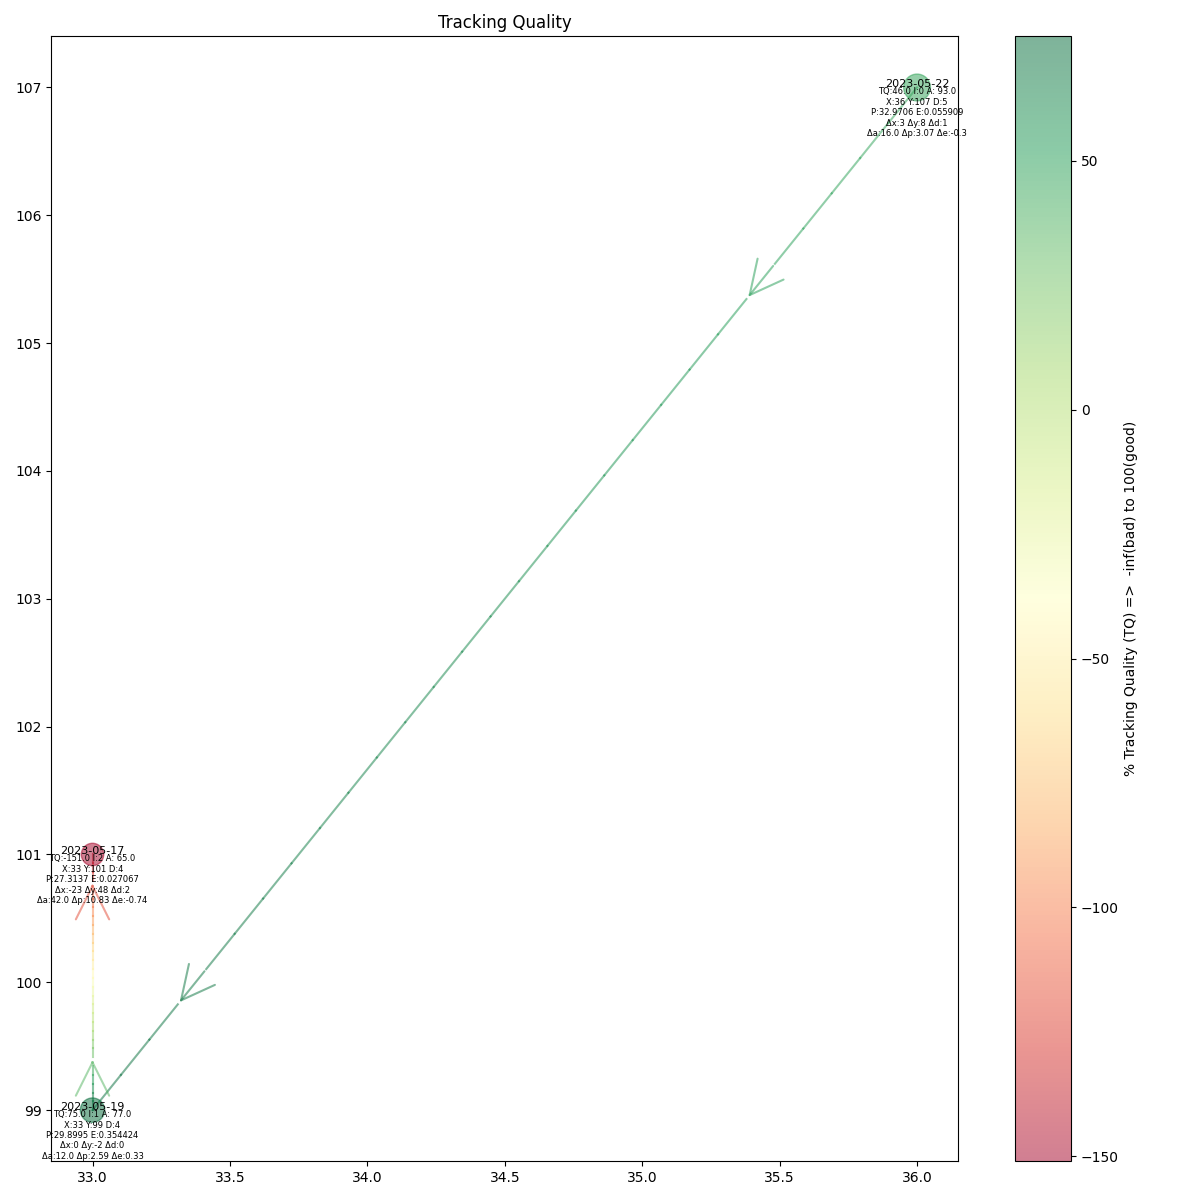 Tracking Quality
107
106
105
104
103
102
101
100
99
33.0
33.5
34.0
34.5
35.0
35.5
36.0
2023-05-22
TQ:46.0 I:0 A: 93.0
X:36 Y:107 D:5
P:32.9706 E:0.055909
Δx:3 Δy:8 Δd:1
Δa:16.0 Δp:3.07 Δe:-0.3
2023-05-17
TQ:-151.0 I:2 A: 65.0
X:33 Y:101 D:4
P:27.3137 E:0.027067
Δx:-23 Δy:48 Δd:2
Δa:42.0 Δp:10.83 Δe:-0.74
2023-05-19
TQ:75.0 I:1 A: 77.0
X:33 Y:99 D:4
P:29.8995 E:0.354424
Δx:0 Δy:-2 Δd:0
Δa:12.0 Δp:2.59 Δe:0.33
50
0
−50
−100
−150
% Tracking Quality (TQ) => -inf(bad) to 100(good)